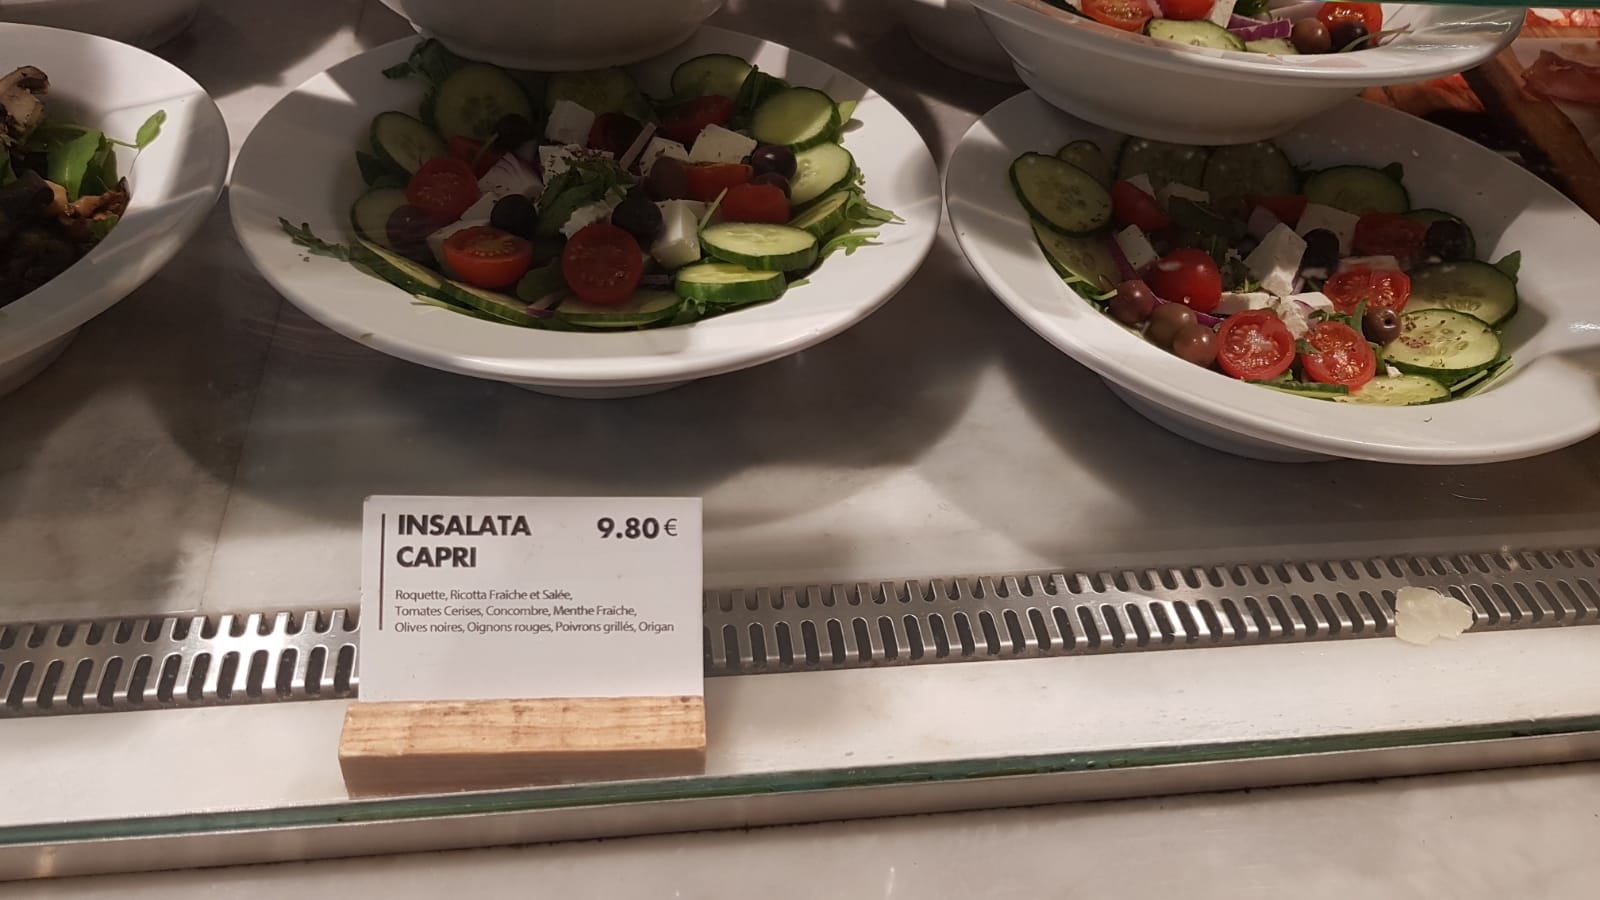 INSALATA 9.80€
CAPRI
Roquette, Ricotta Fraîche et Salée,
Tomates Cerises, Concombre, Menthe Fraîche,
Olives noires, Oignons rouges, Poivrons grillés, Origan